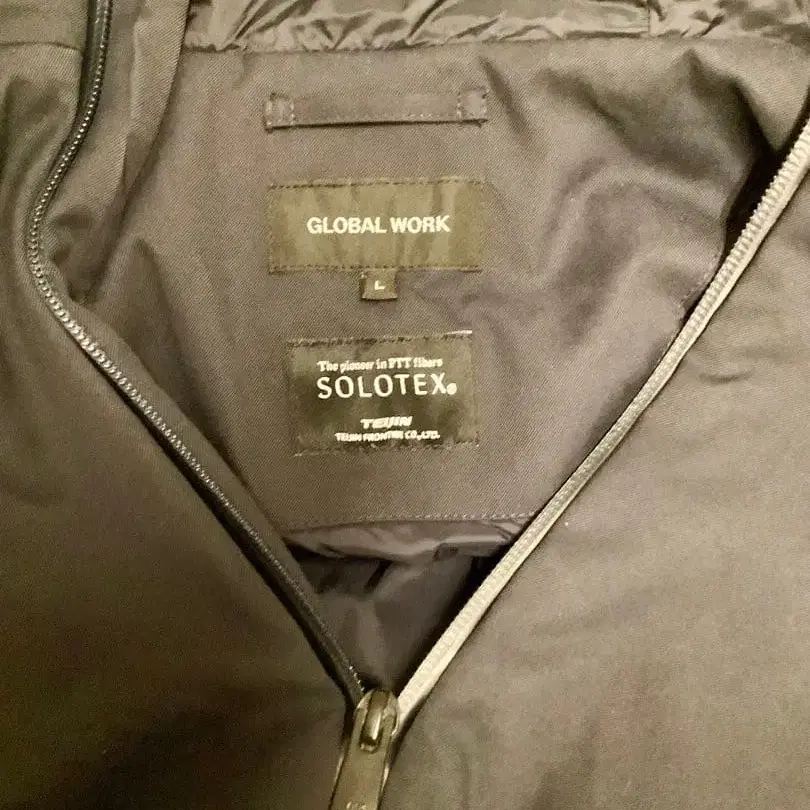 GLOBAL WORK
L
The pioneer in PTT fibers
SOLOTEX®
TEIJIN
TEIJIN FRONTIER CO.,LTD.